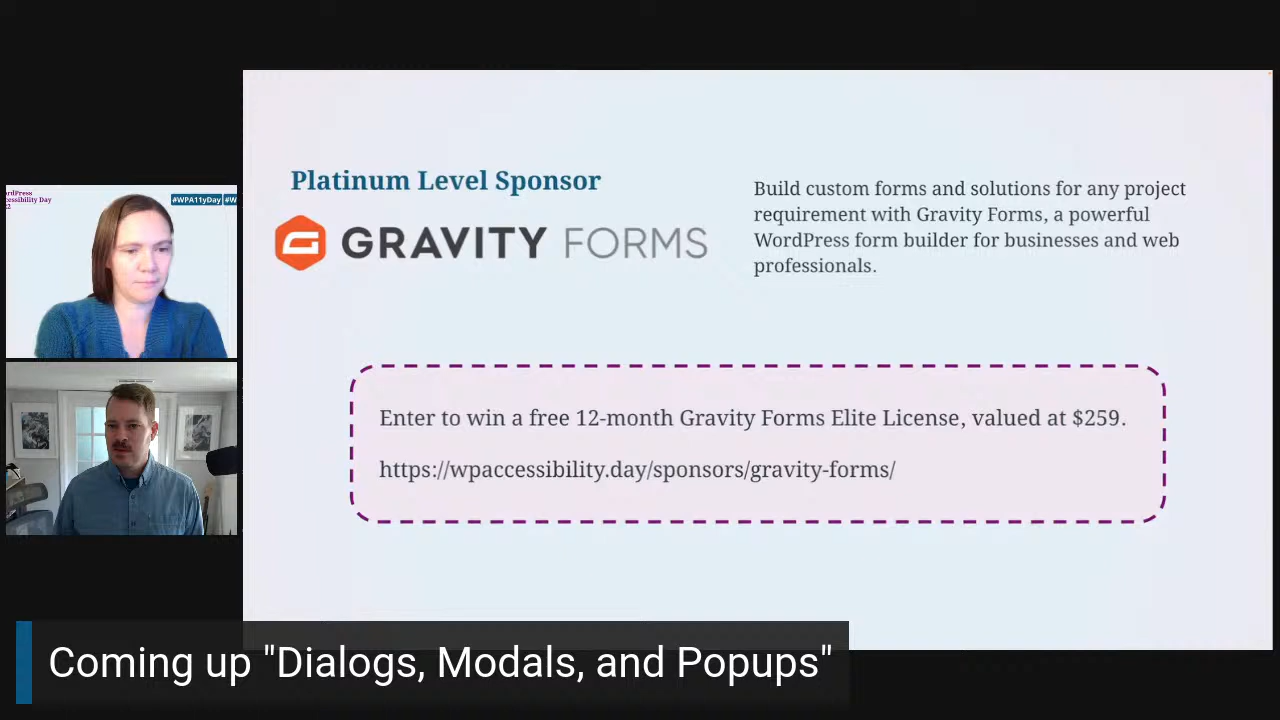 Platinum Level Sponsor
GRAVITY FORMS
Build custom forms and solutions for any project
requirement with Gravity Forms, a powerful
WordPress form builder for businesses and web
professionals.
#WPA11yDay #W
Enter to win a free 12-month Gravity Forms Elite License, valued at $259.
https://wpaccessibility.day/sponsors/gravity-forms/
Coming up "Dialogs, Modals, and Popups"